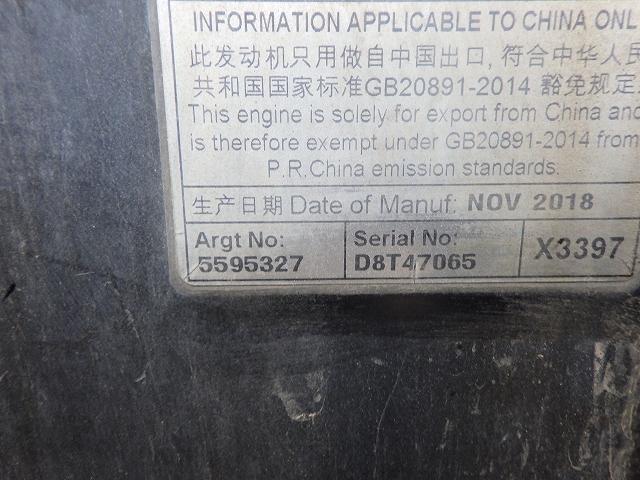 INFORMATION APPLICABLE TO CHINA ONL
此发动机只用做自中国出口, 符合中华人民
共和国国家标准GB20891-2014 豁免规定.
This engine is solely for export from China and
is therefore exempt under GB20891-2014 from
P.R.China emission standards.
生产日期 Date of Manuf: NOV 2018
Argt No: Serial No:
5595327 D8T47065 X3397